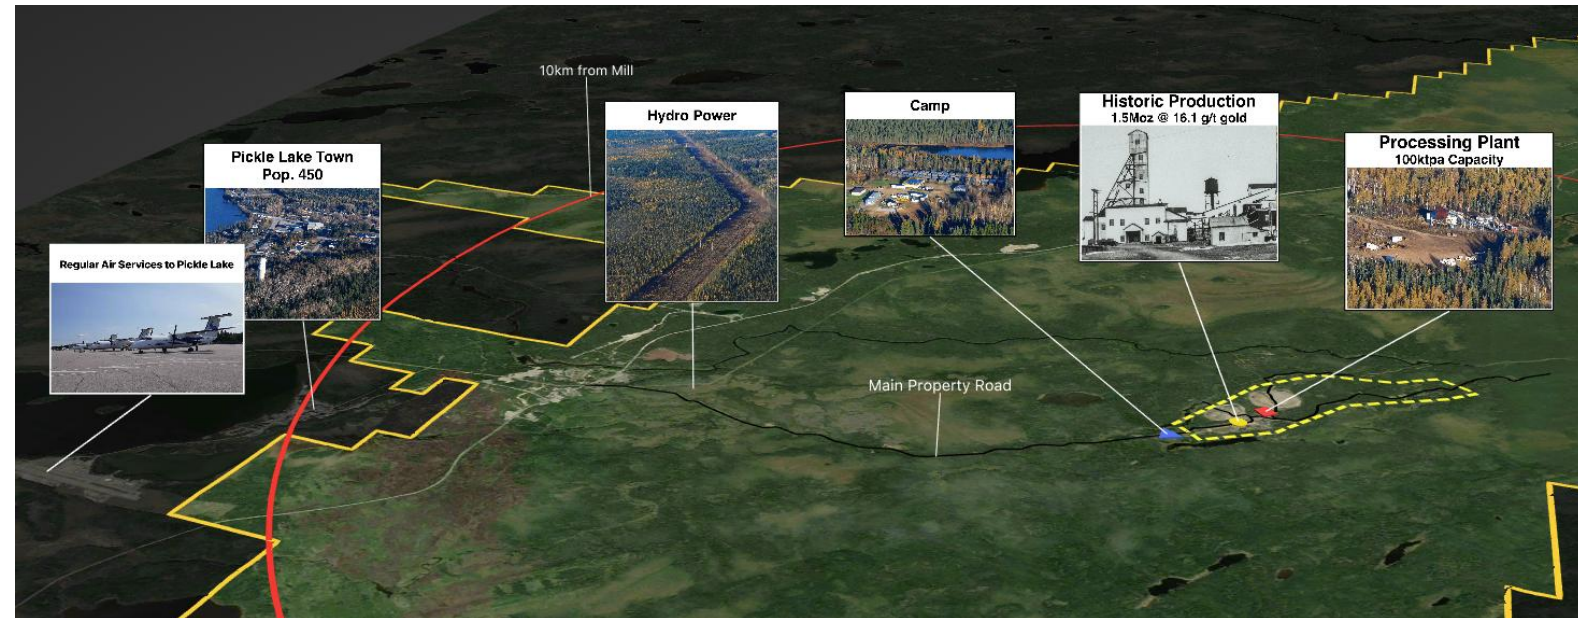 10km from Mill
Regular Air Services to Pickle Lake
Pickle Lake Town
Pop. 450
Hydro Power
Camp
Historic Production
1.5Moz @ 16.1 g/t gold
Processing Plant
100ktpa Capacity
Main Property Road